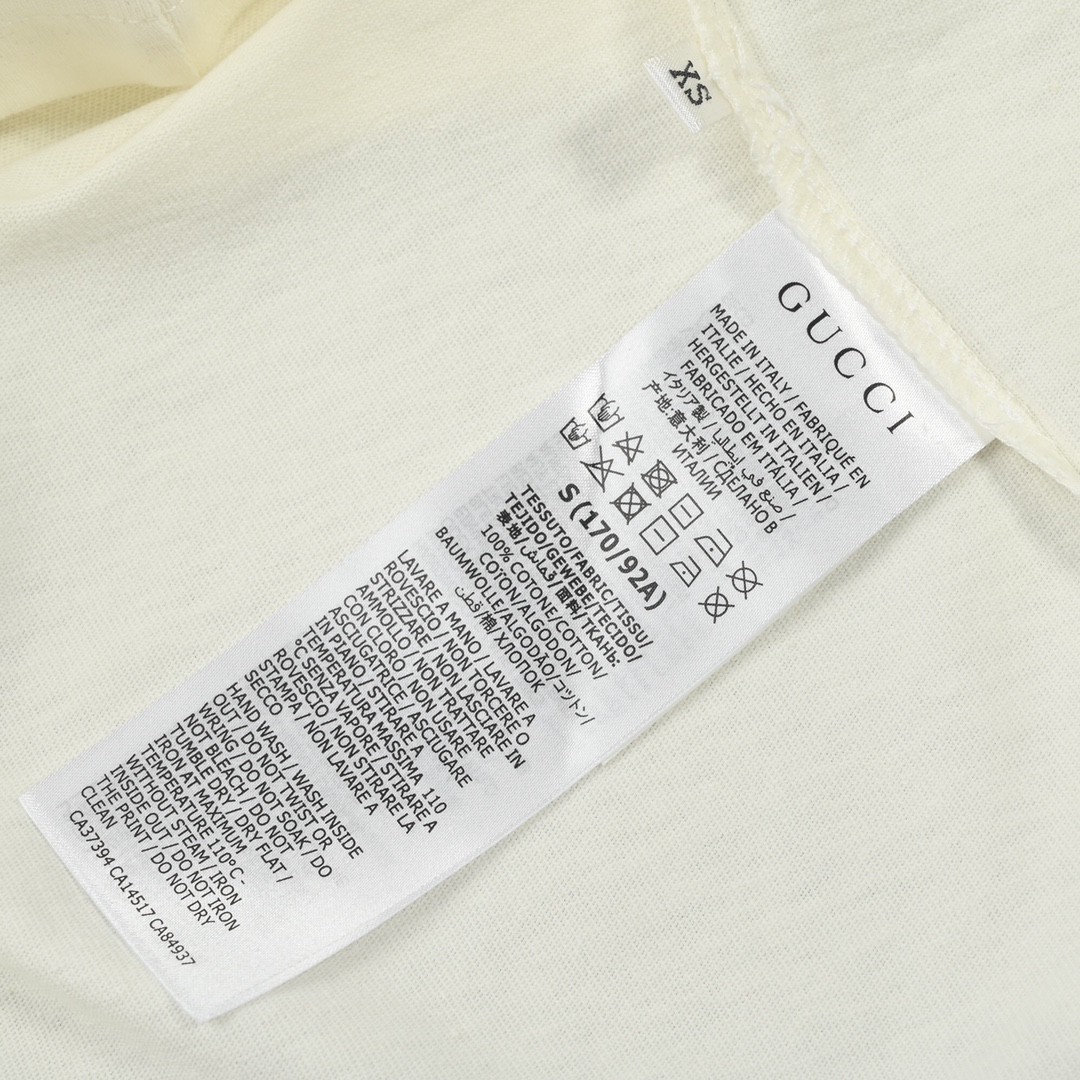 XS
GUCCI
MADE IN ITALY / FABRIQUÉ EN
ITALIE / HECHO EN ITALIA /
HERGESTELLT IN ITALIEN /
FABRICADO EM ITÁLIA /
イタリア製 / صنع في إيطاليا /
产地:意大利 / СДЕЛАНО В
ИТАЛИИ
S(170/92A)
TESSUTO/FABRIC/TISSU/
TEJIDO/GEWEBE/TECIDO/
表地/قماش/面料/ТКАНЬ:
100% COTONE/COTTON/
COTON/ALGODON/
BAUMWOLLE/ALGODÃO/コットン/
قطن/棉/ХЛОПОК
LAVARE A MANO / LAVARE A
ROVESCIO / NON TORCERE O
STRIZZARE / NON LASCIARE IN
AMMOLLO / NON TRATTARE
CON CLORO / NON USARE
ASCIUGATRICE / ASCIUGARE
IN PIANO / STIRARE A
TEMPERATURA MASSIMA 110
°C SENZA VAPORE / STIRARE A
ROVESCIO / NON STIRARE LA
STAMPA / NON LAVARE A
SECCO
HAND WASH / WASH INSIDE
OUT / DO NOT TWIST OR
WRING / DO NOT SOAK / DO
NOT BLEACH / DO NOT
TUMBLE DRY / DRY FLAT /
IRON AT MAXIMUM
TEMPERATURE 110°C -
WITHOUT STEAM / IRON
INSIDE OUT / DO NOT IRON
THE PRINT / DO NOT DRY
CLEAN
CA37394 CA14517 CA84937